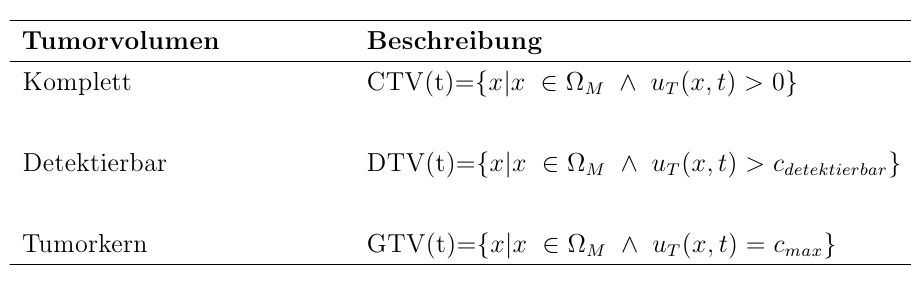 Tumorvolumen Beschreibung
Komplett CTV(t)={x|x ∈ Ω_M ∧ u_T(x, t) > 0}
Detektierbar DTV(t)={x|x ∈ Ω_M ∧ u_T(x, t) > c_detektierbar}
Tumorkern GTV(t)={x|x ∈ Ω_M ∧ u_T(x, t) = c_max}